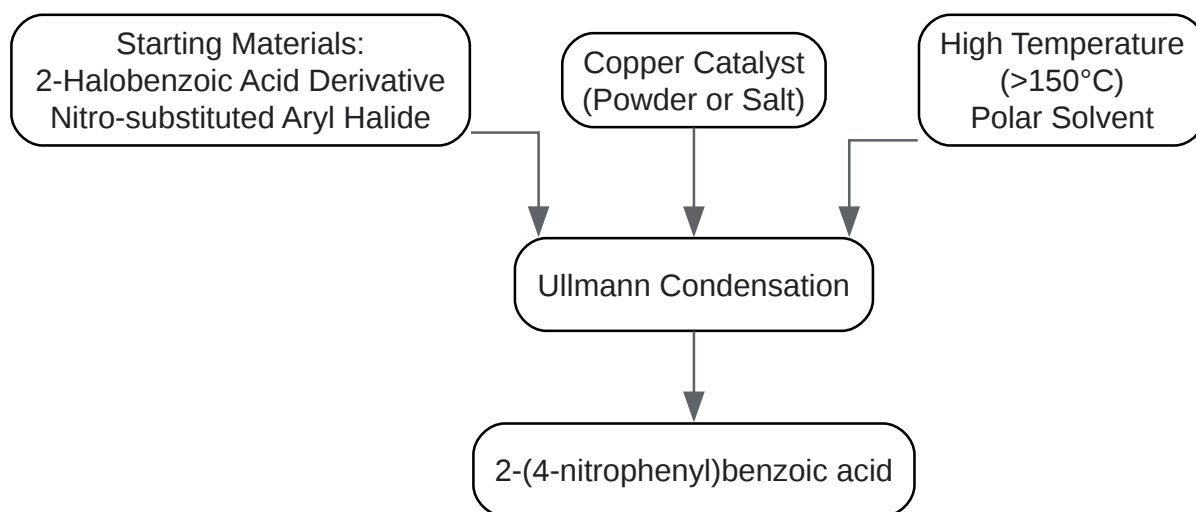 Starting Materials:
2-Halobenzoic Acid Derivative
Nitro-substituted Aryl Halide
Copper Catalyst
(Powder or Salt)
High Temperature
(>150°C)
Polar Solvent
Ullmann Condensation
2-(4-nitrophenyl)benzoic acid